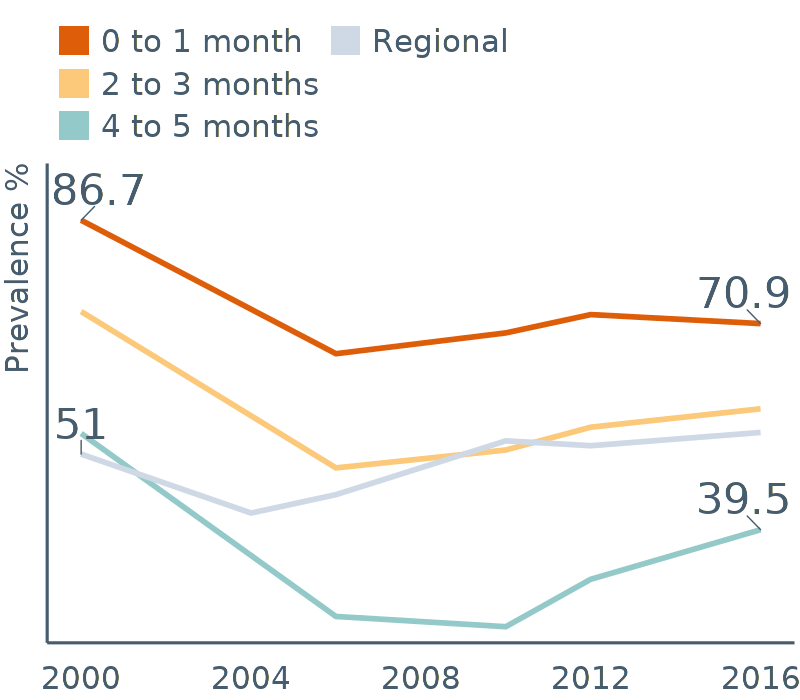 0 to 1 month
Regional
2 to 3 months
4 to 5 months
Prevalence %
86.7
70.9
51
39.5
2000 2004 2008 2012 2016